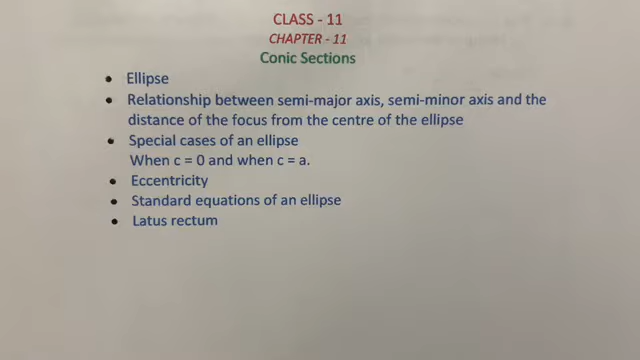 CLASS - 11
CHAPTER - 11
Conic Sections
• Ellipse
• Relationship between semi-major axis, semi-minor axis and the
distance of the focus from the centre of the ellipse
• Special cases of an ellipse
When c = 0 and when c = a.
• Eccentricity
• Standard equations of an ellipse
• Latus rectum